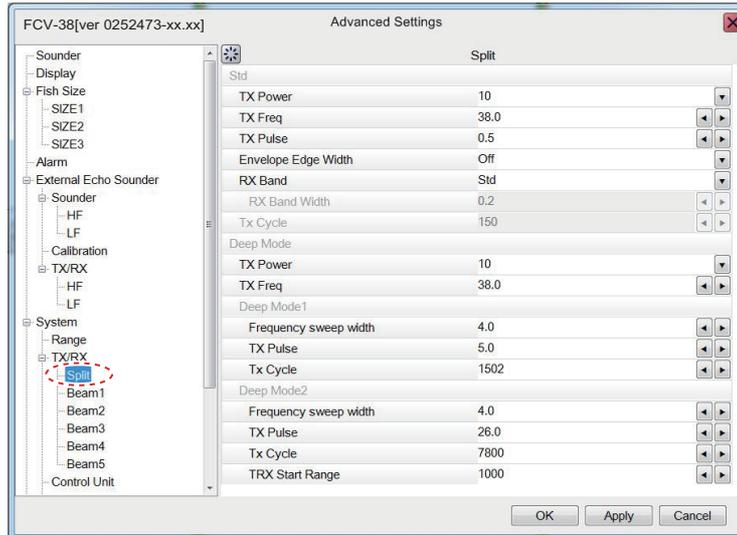 FCV-38[ver 0252473-xx.xx]
Advanced Settings
Sounder
Display
Fish Size
SIZE1
SIZE2
SIZE3
Alarm
External Echo Sounder
Sounder
HF
LF
Calibration
TX/RX
HF
LF
System
Range
TX/RX
Split
Beam1
Beam2
Beam3
Beam4
Beam5
Control Unit
Split
Std
TX Power 10
TX Freq 38.0
TX Pulse 0.5
Envelope Edge Width Off
RX Band Std
RX Band Width 0.2
Tx Cycle 150
Deep Mode
TX Power 10
TX Freq 38.0
Deep Mode1
Frequency sweep width 4.0
TX Pulse 5.0
Tx Cycle 1502
Deep Mode2
Frequency sweep width 4.0
TX Pulse 26.0
Tx Cycle 7800
TRX Start Range 1000
OK Apply Cancel